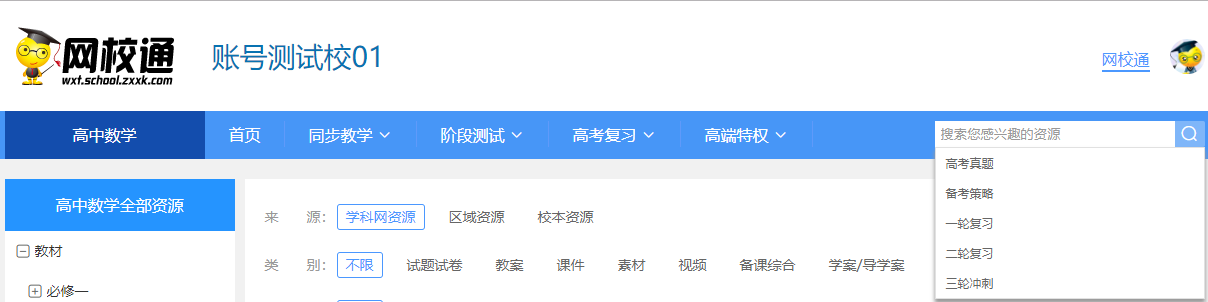 网校通
wxt.school.zxxk.com
账号测试校01
网校通
高中数学 首页 同步教学 阶段测试 高考复习 高端特权
搜索您感兴趣的资源
高考真题
备考策略
一轮复习
二轮复习
三轮冲刺
高中数学全部资源
教材
必修一
来 源: 学科网资源 区域资源 校本资源
类 别: 不限 试题试卷 教案 课件 素材 视频 备课综合 学案/导学案